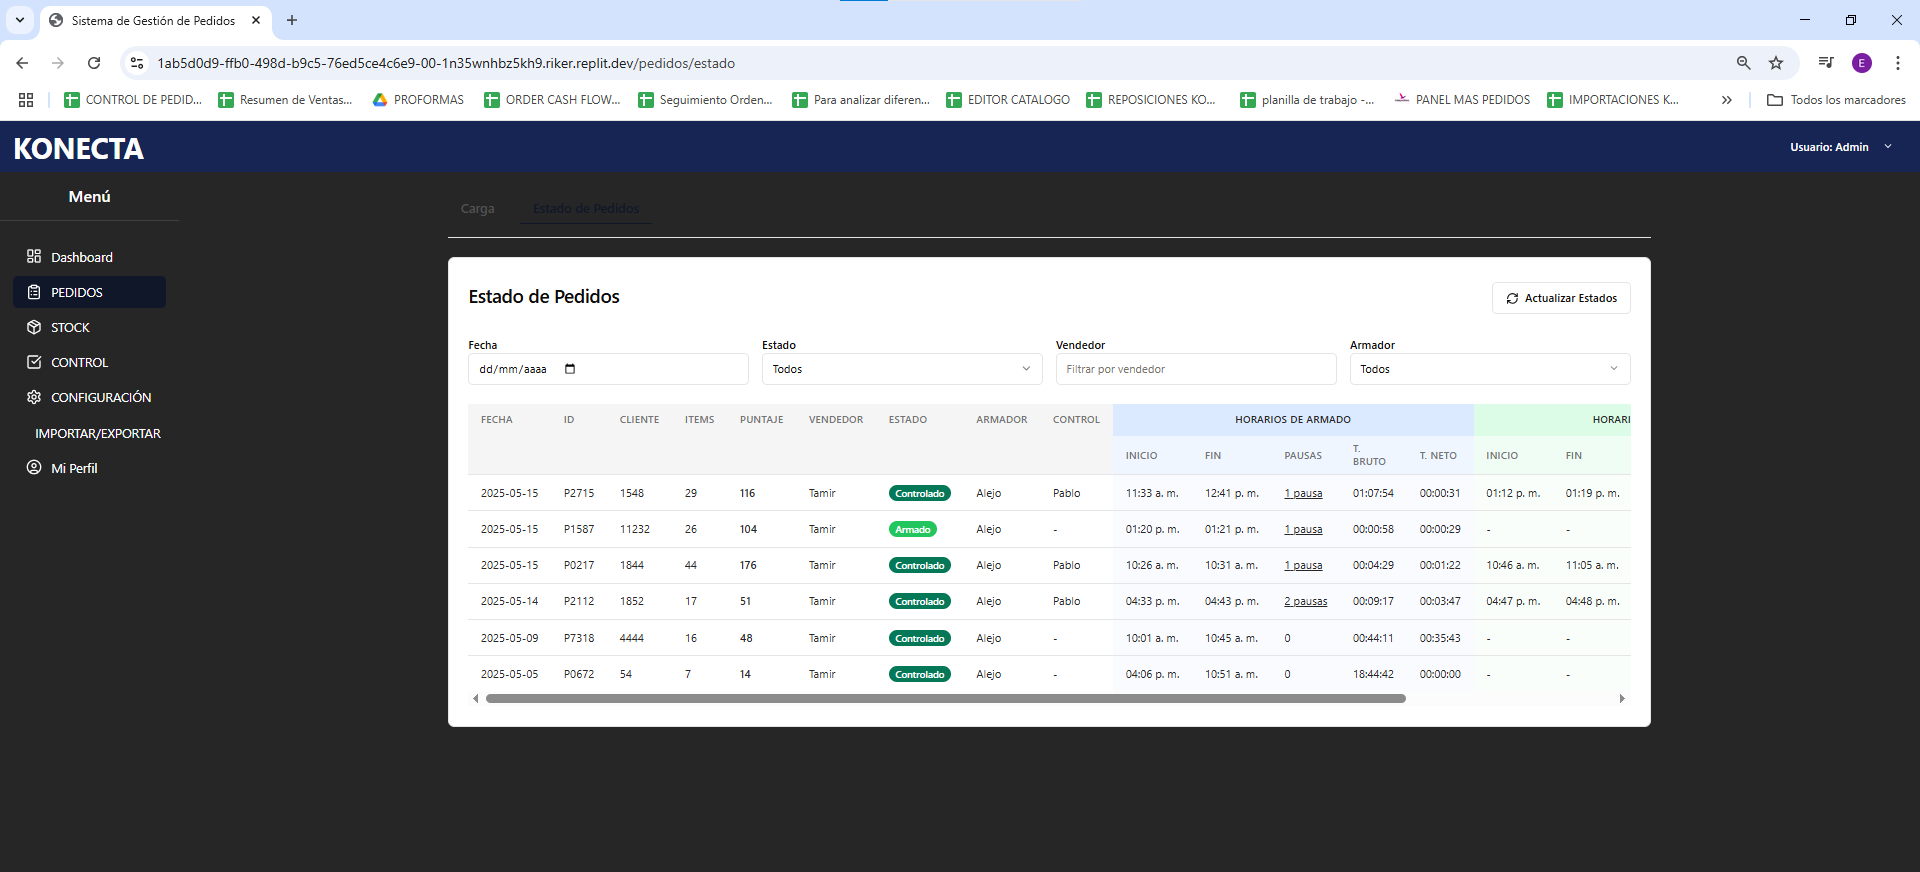 Sistema de Gestión de Pedidos
1ab5d0d9-ffb0-498d-b9c5-76ed5ce4c6e9-00-1n35wnhbz5kh9.riker.replit.dev/pedidos/estado
E
CONTROL DE PEDID... Resumen de Ventas... PROFORMAS ORDER CASH FLOW... Seguimiento Orden... Para analizar diferen... EDITOR CATALOGO REPOSICIONES KO... planilla de trabajo -... PANEL MAS PEDIDOS IMPORTACIONES K... Todos los marcadores
KONECTA
Usuario: Admin
Menú
Dashboard
PEDIDOS
STOCK
CONTROL
CONFIGURACIÓN
IMPORTAR/EXPORTAR
Mi Perfil
Carga Estado de Pedidos
Estado de Pedidos
Actualizar Estados
Fecha Estado Vendedor Armador
dd/mm/aaaa Todos Filtrar por vendedor Todos
FECHA ID CLIENTE ITEMS PUNTAJE VENDEDOR ESTADO ARMADOR CONTROL HORARIOS DE ARMADO HORARI
INICIO FIN PAUSAS T. BRUTO T. NETO INICIO FIN
2025-05-15 P2715 1548 29 116 Tamir Controlado Alejo Pablo 11:33 a. m. 12:41 p. m. 1 pausa 01:07:54 00:00:31 01:12 p. m. 01:19 p. m.
2025-05-15 P1587 11232 26 104 Tamir Armado Alejo - 01:20 p. m. 01:21 p. m. 1 pausa 00:00:58 00:00:29 - -
2025-05-15 P0217 1844 44 176 Tamir Controlado Alejo Pablo 10:26 a. m. 10:31 a. m. 1 pausa 00:04:29 00:01:22 10:46 a. m. 11:05 a. m.
2025-05-14 P2112 1852 17 51 Tamir Controlado Alejo Pablo 04:33 p. m. 04:43 p. m. 2 pausas 00:09:17 00:03:47 04:47 p. m. 04:48 p. m.
2025-05-09 P7318 4444 16 48 Tamir Controlado Alejo - 10:01 a. m. 10:45 a. m. 0 00:44:11 00:35:43 - -
2025-05-05 P0672 54 7 14 Tamir Controlado Alejo - 04:06 p. m. 10:51 a. m. 0 18:44:42 00:00:00 - -